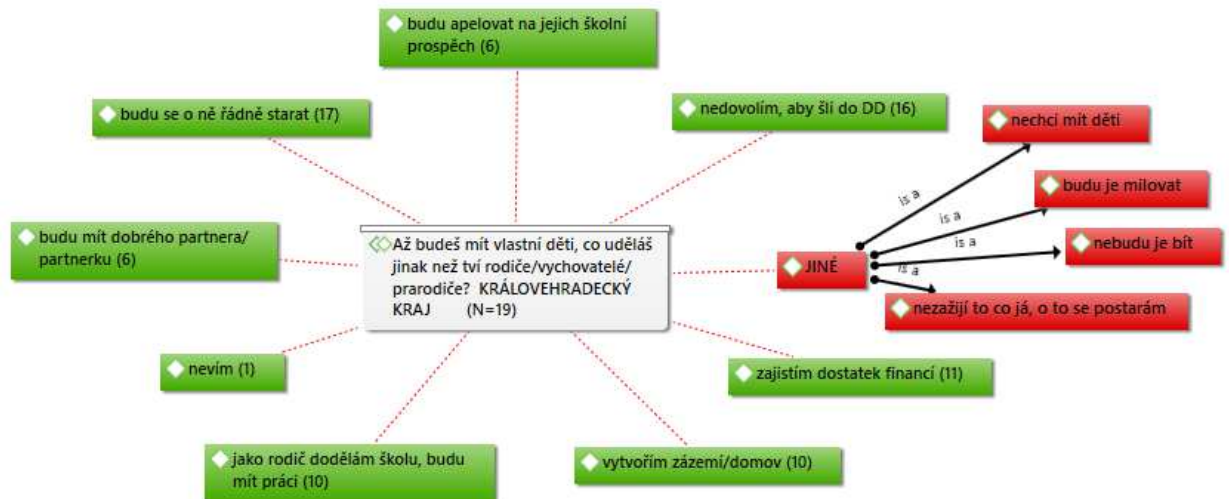 budu apelovat na jejich školní
prospěch (6)
budu se o ně řádně starat (17)
nedovolím, aby šli do DD (16)
nechci mít děti
is a
budu je milovat
is a
budu mít dobrého partnera/
partnerku (6)
Až budeš mít vlastní děti, co uděláš
jinak než tví rodiče/vychovatelé/
prarodiče? KRÁLOVEHRADECKÝ
KRAJ (N=19)
JINÉ
is a
nebudu je bít
is a
nezažijí to co já, o to se postarám
nevím (1)
zajistím dostatek financí (11)
jako rodič dodělám školu, budu
mít práci (10)
vytvořím zázemí/domov (10)